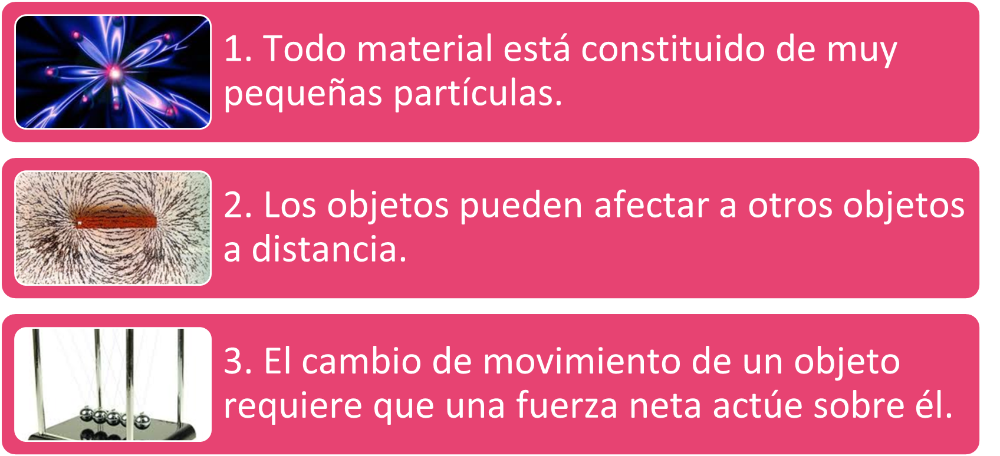 1. Todo material está constituido de muy
pequeñas partículas.
2. Los objetos pueden afectar a otros objetos
a distancia.
3. El cambio de movimiento de un objeto
requiere que una fuerza neta actúe sobre él.